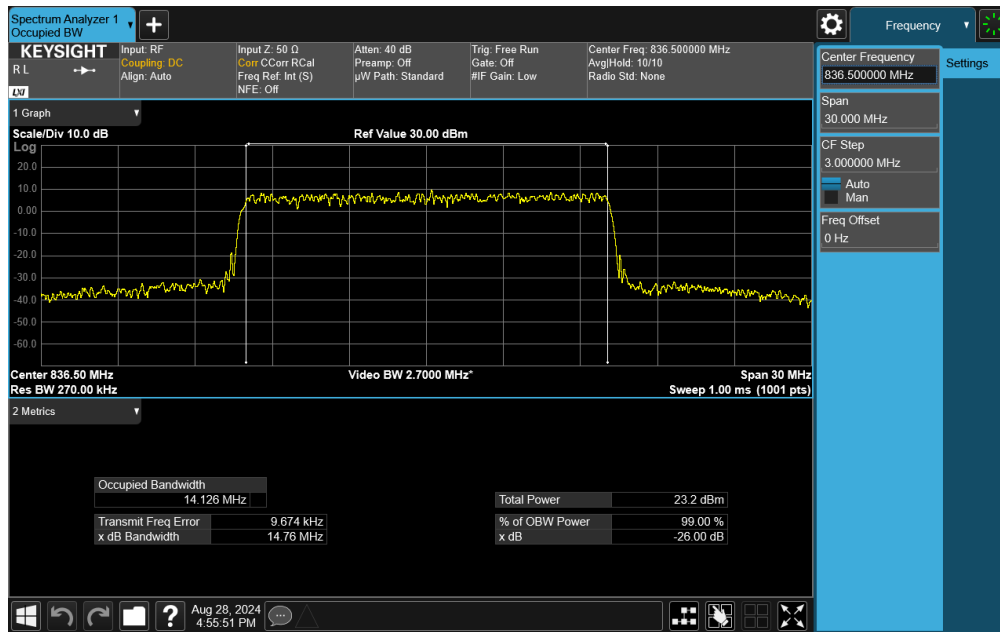 Spectrum Analyzer 1
Occupied BW
Frequency
KEYSIGHT
R L
LXI
Input: RF
Coupling: DC
Align: Auto
Input Z: 50 Ω
Corr CCorr RCal
Freq Ref: Int (S)
NFE: Off
Atten: 40 dB
Preamp: Off
µW Path: Standard
Trig: Free Run
Gate: Off
#IF Gain: Low
Center Freq: 836.500000 MHz
Avg|Hold: 10/10
Radio Std: None
Center Frequency
836.500000 MHz
Settings
Span
30.000 MHz
CF Step
3.000000 MHz
Auto
Man
Freq Offset
0 Hz
1 Graph
Scale/Div 10.0 dB
Ref Value 30.00 dBm
Log
20.0
10.0
0.00
-10.0
-20.0
-30.0
-40.0
-50.0
-60.0
Center 836.50 MHz
Video BW 2.7000 MHz*
Span 30 MHz
Res BW 270.00 kHz
Sweep 1.00 ms (1001 pts)
2 Metrics
Occupied Bandwidth
14.126 MHz
Total Power 23.2 dBm
Transmit Freq Error 9.674 kHz
% of OBW Power 99.00 %
x dB Bandwidth 14.76 MHz
x dB -26.00 dB
?
Aug 28, 2024
4:55:51 PM